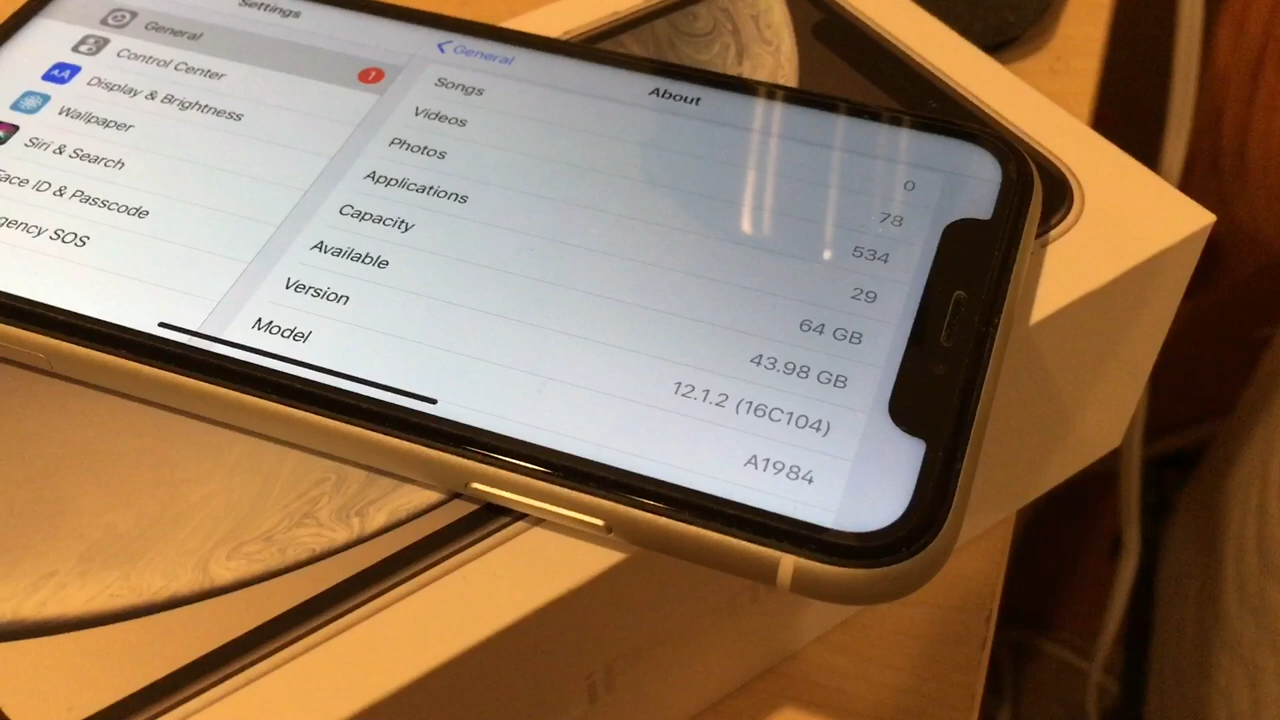 Settings
General
1
Control Center
Display & Brightness
Wallpaper
Siri & Search
Face ID & Passcode
gency SOS
General
About
Songs 0
Videos 78
Photos 534
Applications 29
Capacity 64 GB
Available 43.98 GB
Version 12.1.2 (16C104)
Model A1984